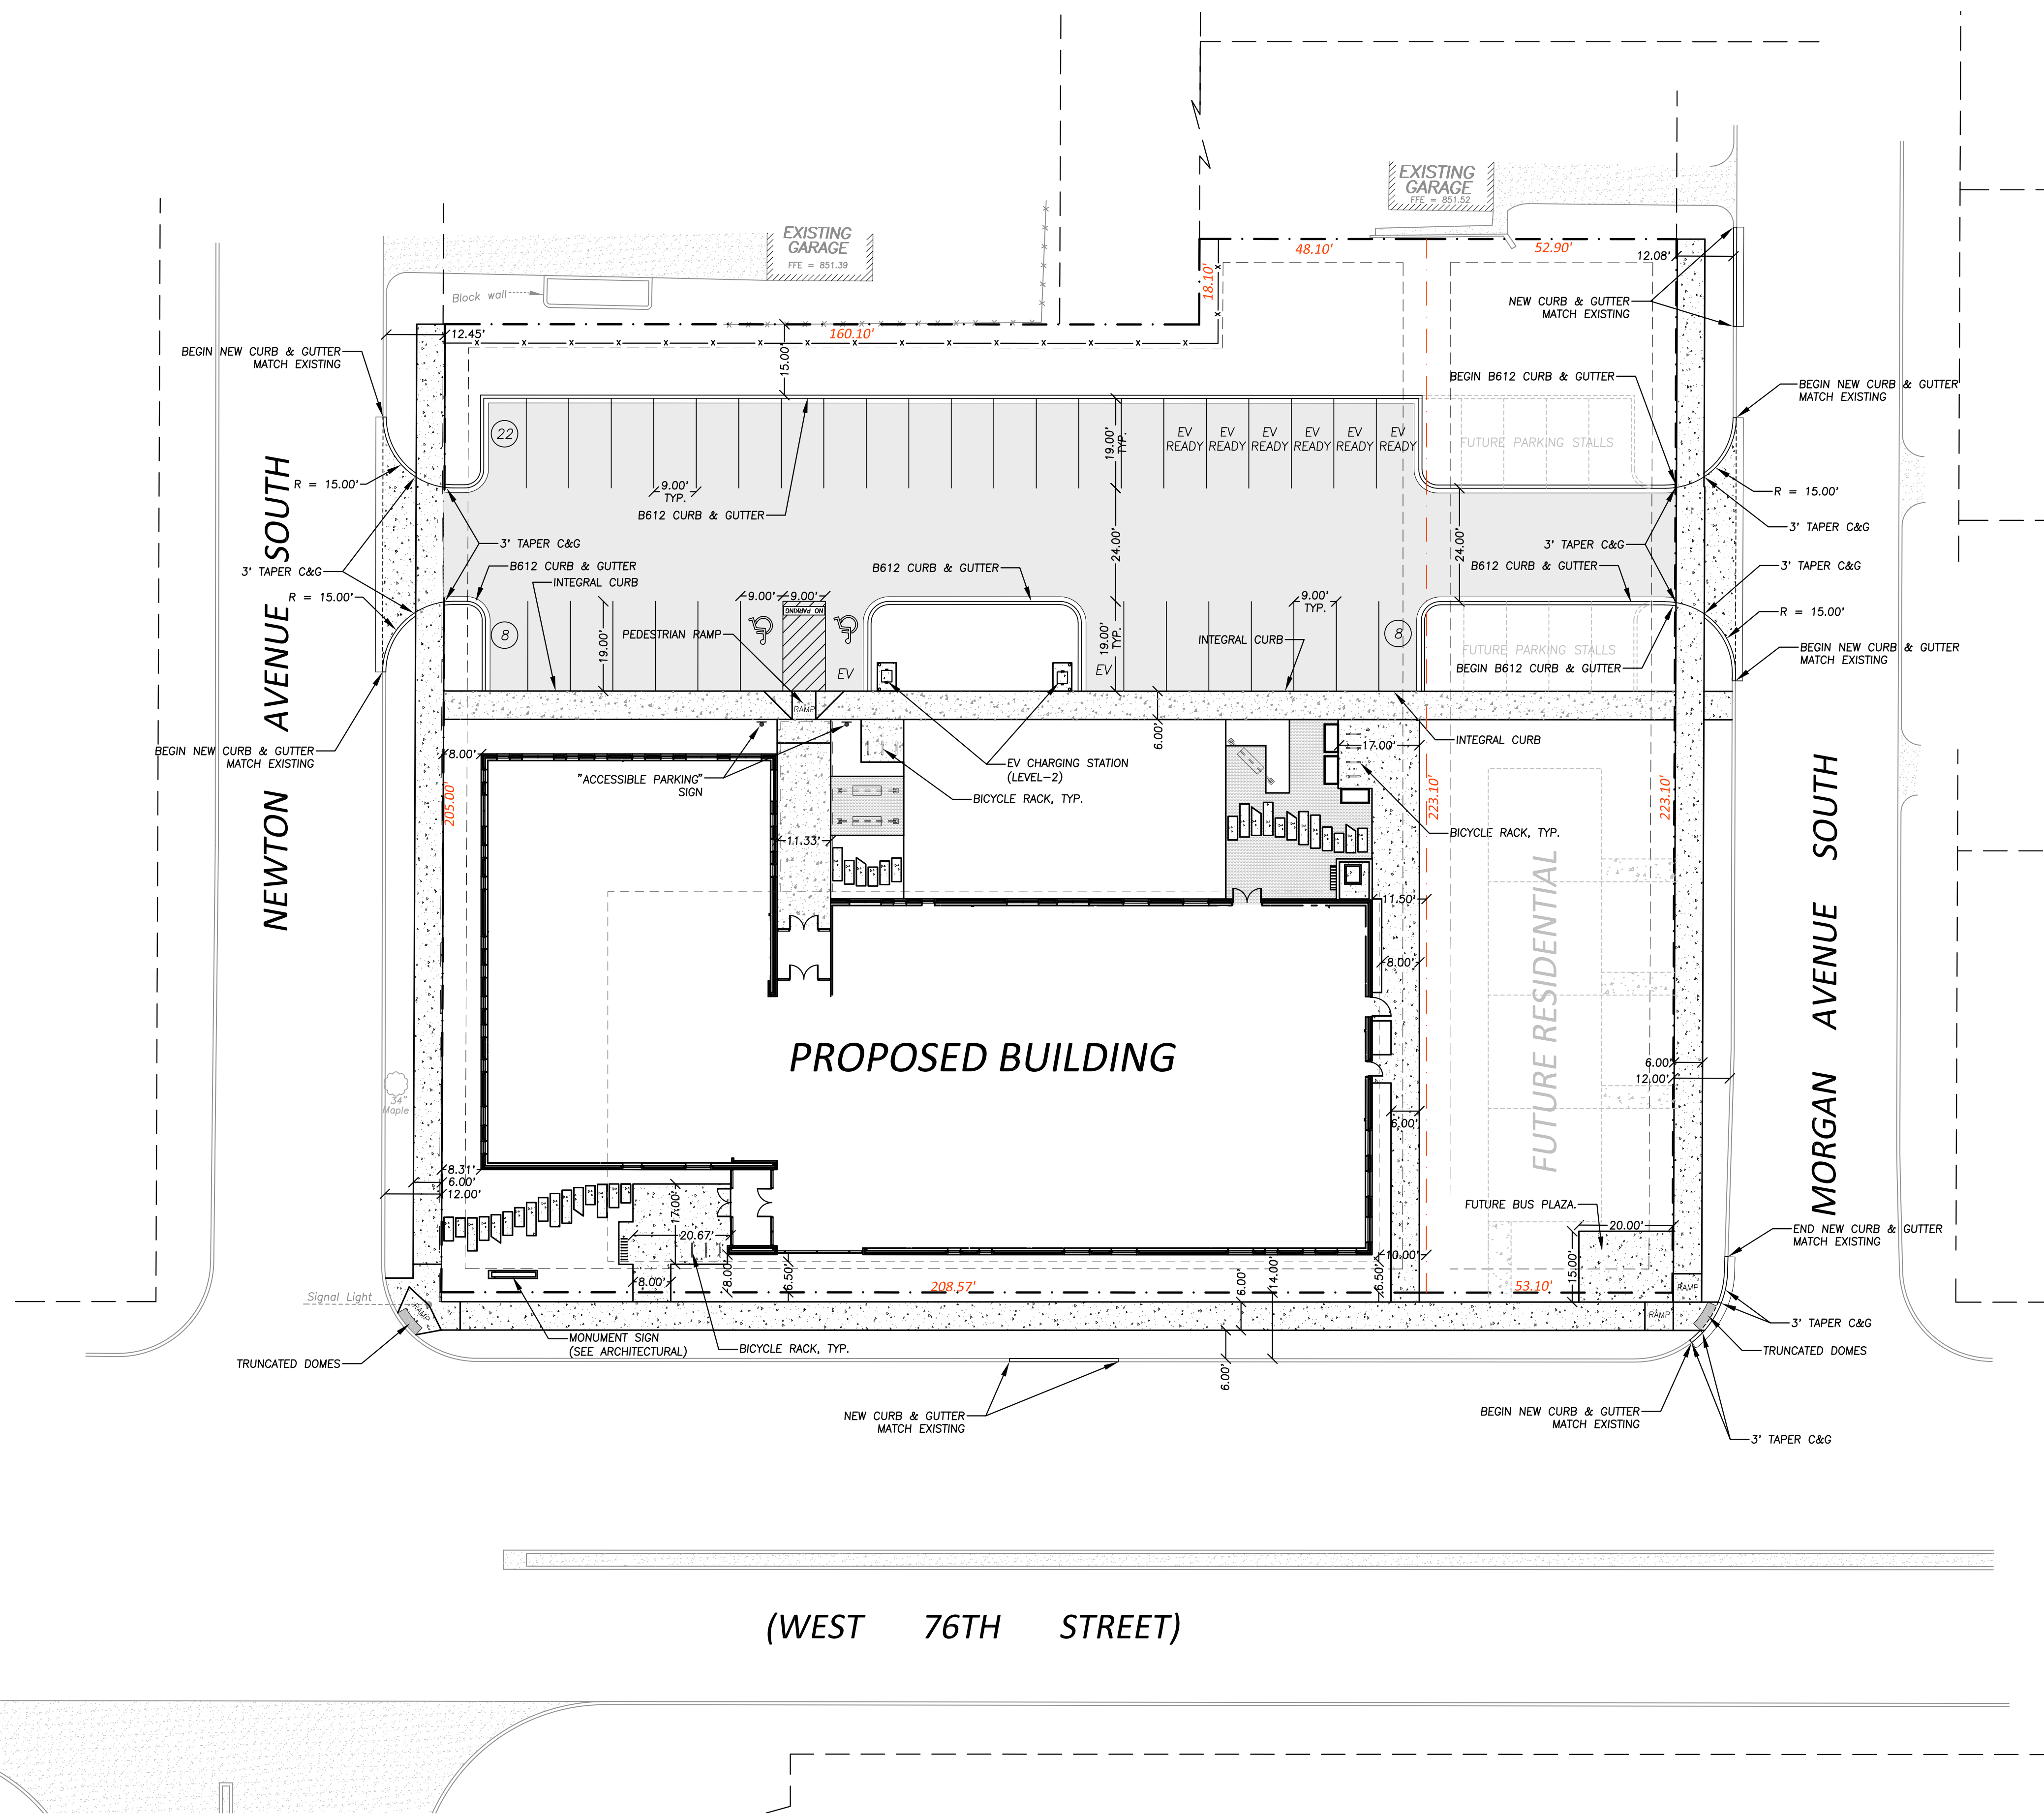 EXISTING
GARAGE
FFE = 851.52
EXISTING
GARAGE
FFE = 851.39
48.10'
52.90'
12.08'
18.10'
Block wall
NEW CURB & GUTTER
MATCH EXISTING
12.45'
160.10'
BEGIN NEW CURB & GUTTER
MATCH EXISTING
15.00'
BEGIN B612 CURB & GUTTER
BEGIN NEW CURB & GUTTER
MATCH EXISTING
22
EV
READY
EV
READY
EV
READY
EV
READY
EV
READY
EV
READY
19.00'
TYP.
FUTURE PARKING STALLS
R = 15.00'
9.00'
TYP.
B612 CURB & GUTTER
R = 15.00'
3' TAPER C&G
3' TAPER C&G
24.00'
24.00'
3' TAPER C&G
B612 CURB & GUTTER
B612 CURB & GUTTER
B612 CURB & GUTTER
3' TAPER C&G
3' TAPER C&G
INTEGRAL CURB
R = 15.00'
9.00'
9.00'
9.00'
TYP.
NO PARKING
R = 15.00'
8
19.00'
PEDESTRIAN RAMP
19.00'
TYP.
INTEGRAL CURB
8
FUTURE PARKING STALLS
BEGIN NEW CURB & GUTTER
MATCH EXISTING
EV
EV
BEGIN B612 CURB & GUTTER
RAMP
NEWTON AVENUE SOUTH
BEGIN NEW CURB & GUTTER
MATCH EXISTING
8.00'
6.00'
17.00'
INTEGRAL CURB
"ACCESSIBLE PARKING"
SIGN
EV CHARGING STATION
(LEVEL-2)
BICYCLE RACK, TYP.
205.00'
223.10'
223.10'
BICYCLE RACK, TYP.
11.33'
11.50'
8.00'
MORGAN AVENUE SOUTH
FUTURE RESIDENTIAL
PROPOSED BUILDING
6.00'
12.00'
34"
Maple
6.00'
8.31'
6.00'
12.00'
17.00'
20.67'
FUTURE BUS PLAZA.
20.00'
END NEW CURB & GUTTER
MATCH EXISTING
10.00'
15.00'
8.00'
8.00'
6.50'
208.57'
6.00'
14.00'
6.50'
53.10'
RAMP
Signal Light
RAMP
RAMP
3' TAPER C&G
MONUMENT SIGN
(SEE ARCHITECTURAL)
BICYCLE RACK, TYP.
TRUNCATED DOMES
TRUNCATED DOMES
6.00'
NEW CURB & GUTTER
MATCH EXISTING
BEGIN NEW CURB & GUTTER
MATCH EXISTING
3' TAPER C&G
(WEST 76TH STREET)